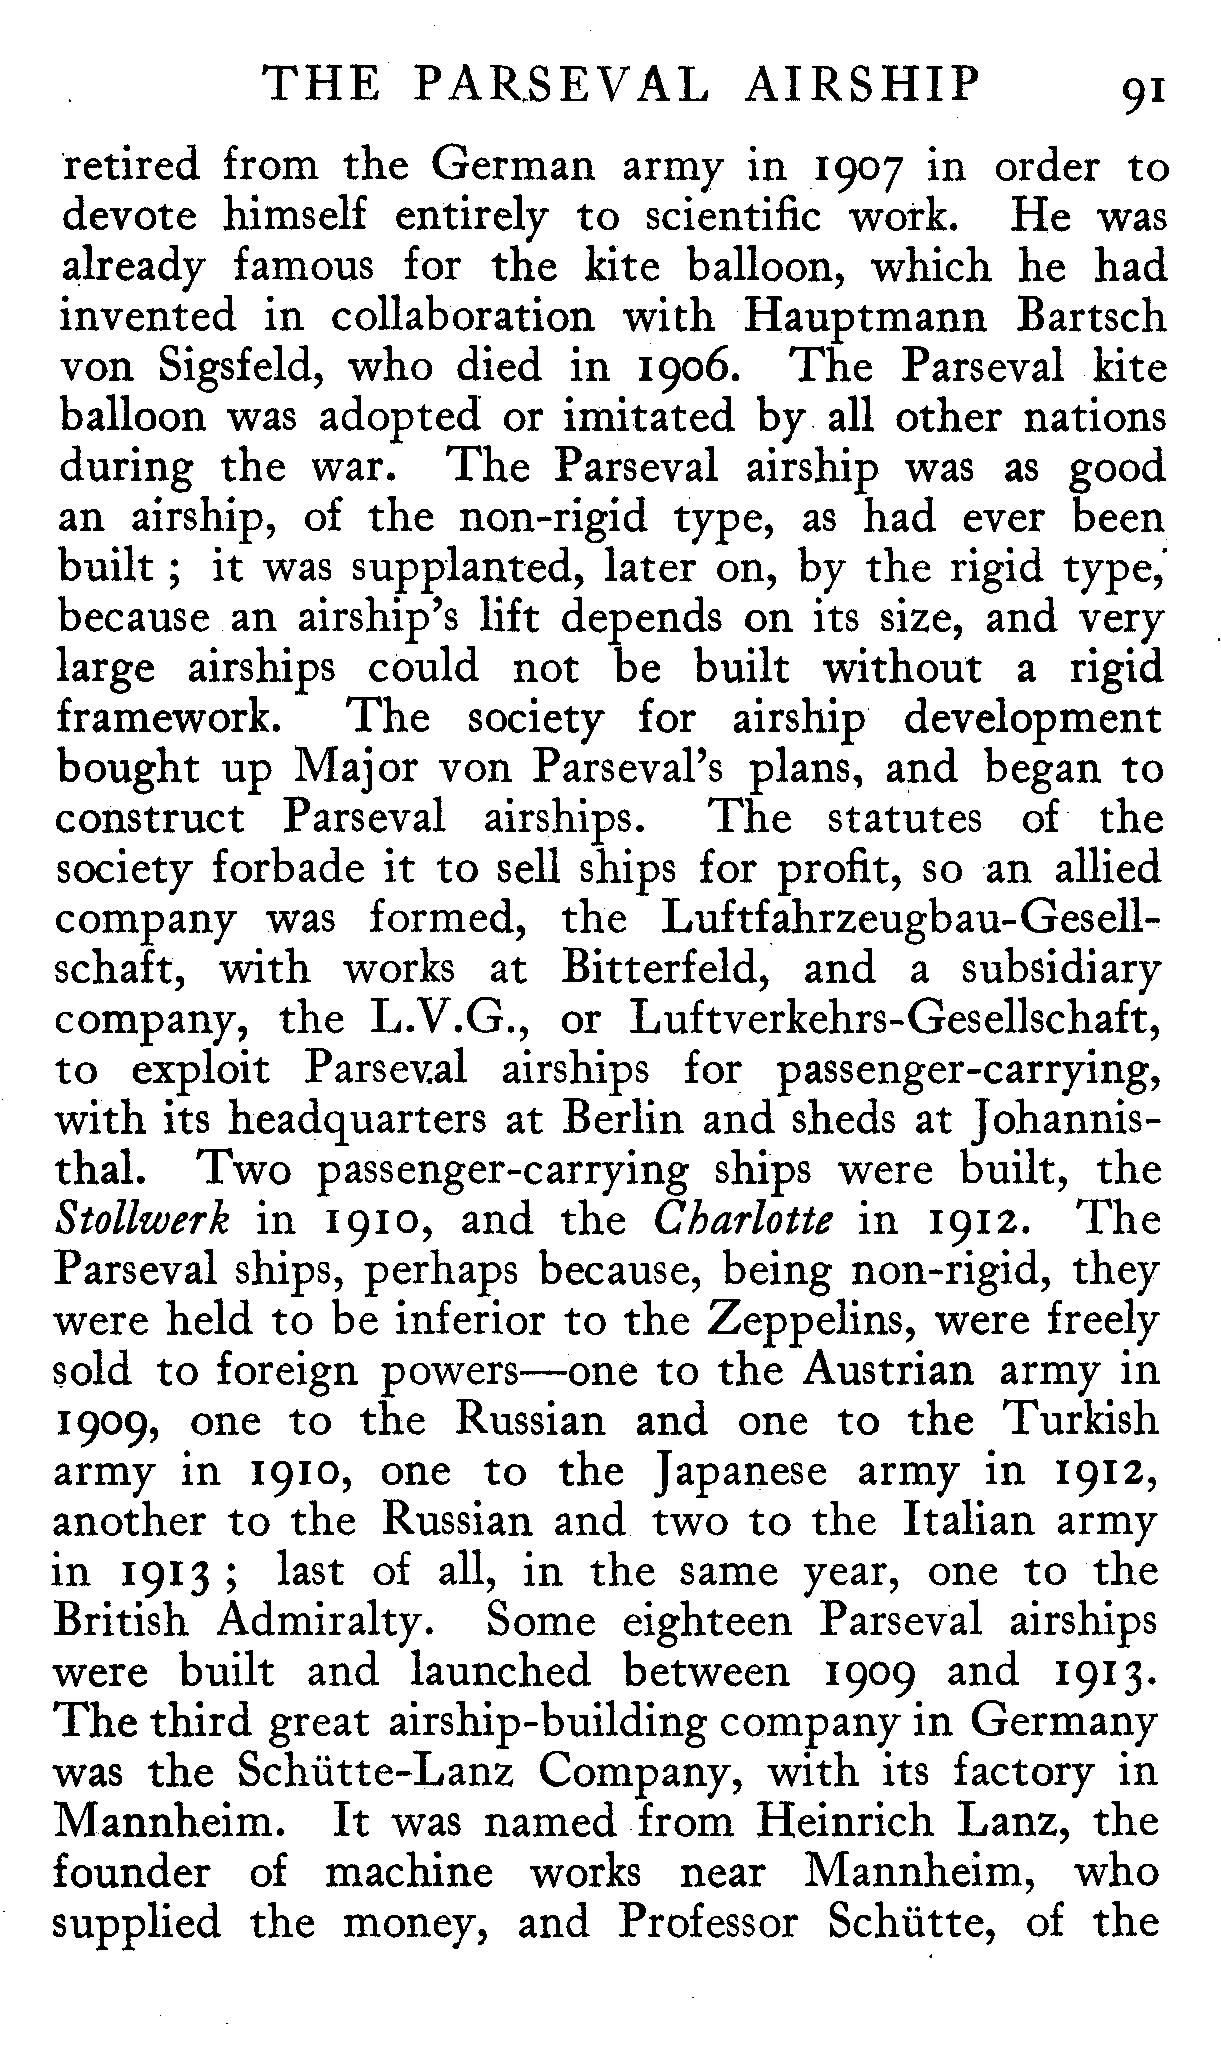 THE PARSEVAL AIRSHIP 91
retired from the German army in 1907 in order to
devote himself entirely to scientific work. He was
already famous for the kite balloon, which he had
invented in collaboration with Hauptmann Bartsch
von Sigsfeld, who died in 1906. The Parseval kite
balloon was adopted or imitated by all other nations
during the war. The Parseval airship was as good
an airship, of the non-rigid type, as had ever been
built ; it was supplanted, later on, by the rigid type,
because an airship's lift depends on its size, and very
large airships could not be built without a rigid
framework. The society for airship development
bought up Major von Parseval's plans, and began to
construct Parseval airships. The statutes of the
society forbade it to sell ships for profit, so an allied
company was formed, the Luftfahrzeugbau-Gesell-
schaft, with works at Bitterfeld, and a subsidiary
company, the L.V.G., or Luftverkehrs-Gesellschaft,
to exploit Parseval airships for passenger-carrying,
with its headquarters at Berlin and sheds at Johannis-
thal. Two passenger-carrying ships were built, the
Stollwerk in 1910, and the Charlotte in 1912. The
Parseval ships, perhaps because, being non-rigid, they
were held to be inferior to the Zeppelins, were freely
sold to foreign powers—one to the Austrian army in
1909, one to the Russian and one to the Turkish
army in 1910, one to the Japanese army in 1912,
another to the Russian and two to the Italian army
in 1913 ; last of all, in the same year, one to the
British Admiralty. Some eighteen Parseval airships
were built and launched between 1909 and 1913.
The third great airship-building company in Germany
was the Schütte-Lanz Company, with its factory in
Mannheim. It was named from Heinrich Lanz, the
founder of machine works near Mannheim, who
supplied the money, and Professor Schütte, of the